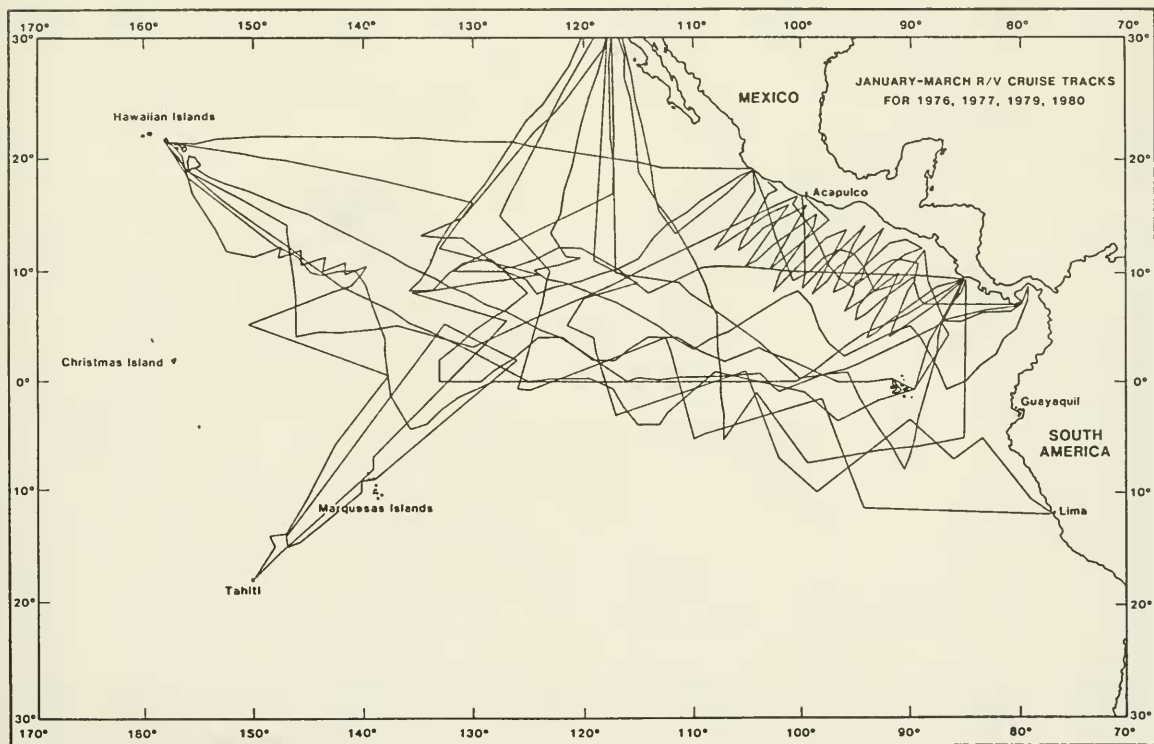 170° 160° 150° 140° 130° 120° 110° 100° 90° 80° 70°
30° 30°
JANUARY-MARCH R/V CRUISE TRACKS
FOR 1976, 1977, 1979, 1980
MEXICO
Hawaiian Islands
20° 20°
Acapulco
10° 10°
Christmas Island
0° 0°
Guayaquil
SOUTH
AMERICA
10° 10°
Marquesas Islands
Lima
Tahiti
20° 20°
30° 30°
170° 160° 150° 140° 130° 120° 110° 100° 90° 80° 70°